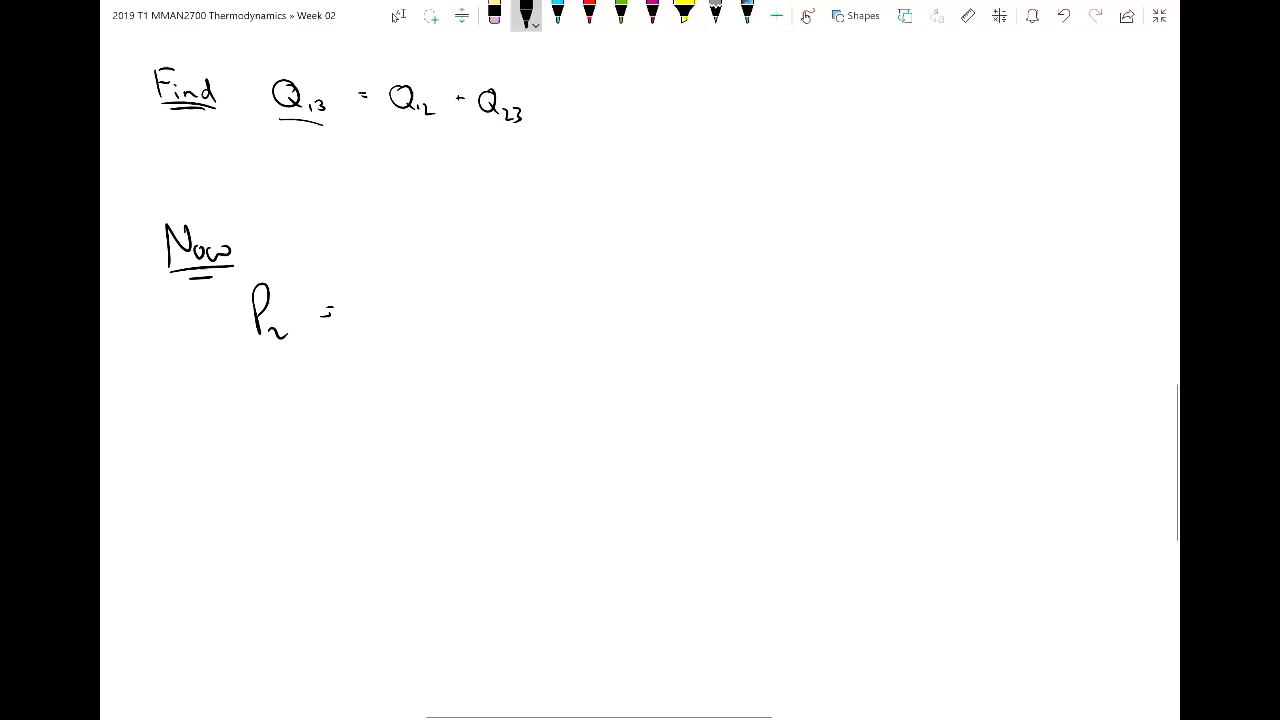 2019 T1 MMAN2700 Thermodynamics » Week 02
Shapes
Find Q13 = Q12 + Q23
Now
P2 =